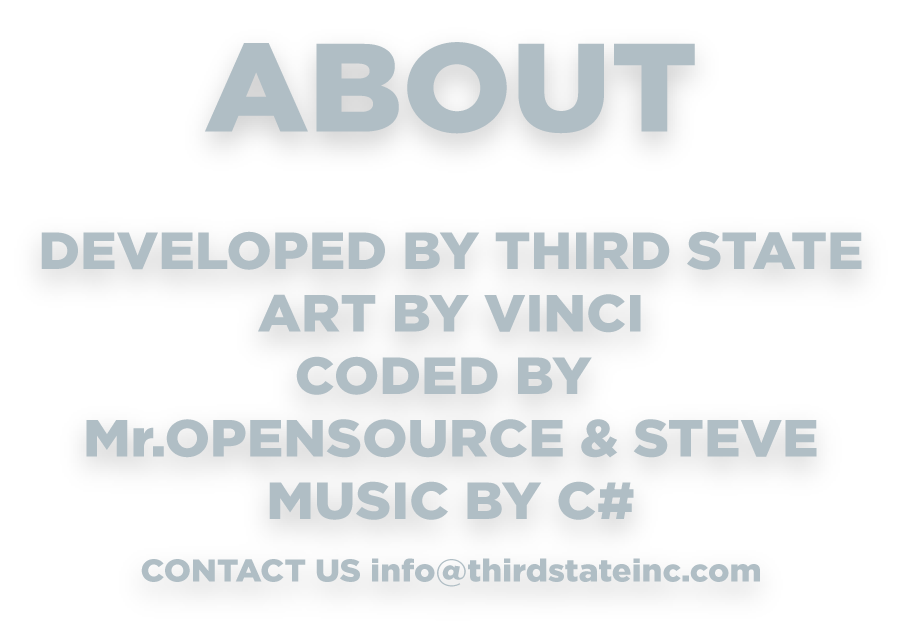 ABOUT
DEVELOPED BY THIRD STATE
ART BY VINCI
CODED BY
Mr.OPENSOURCE & STEVE
MUSIC BY C#
CONTACT US info@thirdstateinc.com